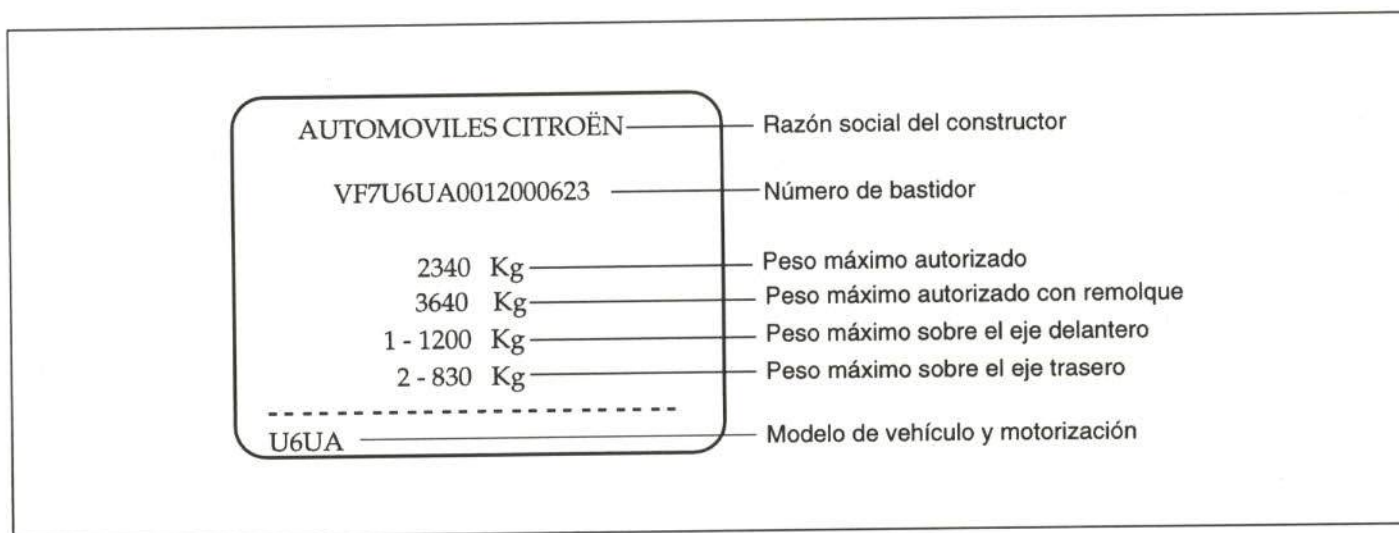 AUTOMOVILES CITROËN Razón social del constructor
VF7U6UA0012000623 Número de bastidor
2340 Kg Peso máximo autorizado
3640 Kg Peso máximo autorizado con remolque
1 - 1200 Kg Peso máximo sobre el eje delantero
2 - 830 Kg Peso máximo sobre el eje trasero
U6UA Modelo de vehículo y motorización